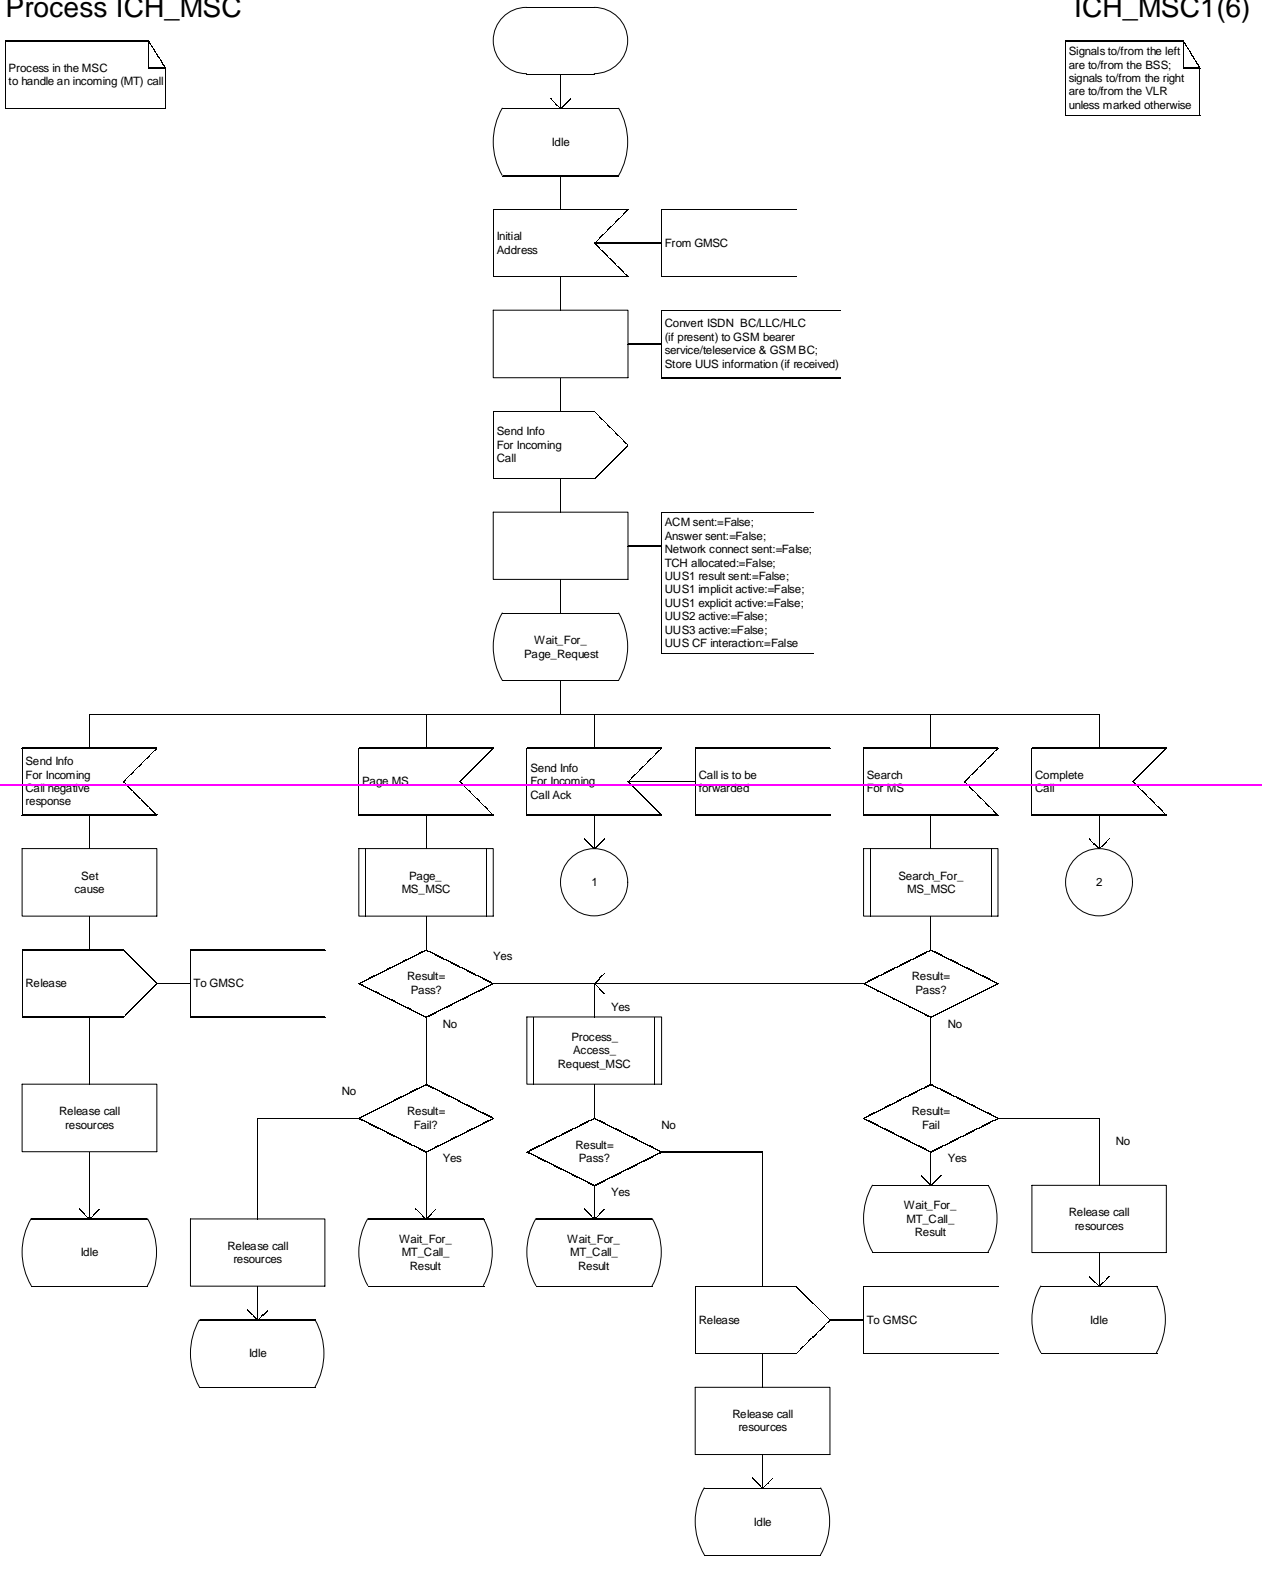 Process ICH_MSC
ICH_MSC1(6)
Process in the MSC
to handle an incoming (MT) call
Signals to/from the left
are to/from the BSS;
signals to/from the right
are to/from the VLR
unless marked otherwise
Idle
Initial
Address
From GMSC
Convert ISDN BC/LLC/HLC
(if present) to GSM bearer
service/teleservice & GSM BC;
Store UUS information (if received)
Send Info
For Incoming
Call
ACM sent:=False;
Answer sent:=False;
Network connect sent:=False;
TCH allocated:=False;
UUS1 result sent:=False;
UUS1 implicit active:=False;
UUS1 explicit active:=False;
UUS2 active:=False;
UUS3 active:=False;
UUS CF interaction:=False
Wait_For_
Page_Request
Send Info
For Incoming
Call negative
response
Page MS
Send Info
For Incoming
Call Ack
Call is to be
forwarded
Search
For MS
Complete
Call
Set
cause
Page_
MS_MSC
1
Search_For_
MS_MSC
2
Release
To GMSC
Result=
Pass?
Yes
No
Yes
Result=
Pass?
No
Process_
Access_
Request_MSC
Release call
resources
No
Result=
Fail?
Yes
Result=
Pass?
No
Yes
Result=
Fail
No
Yes
Idle
Release call
resources
Wait_For_
MT_Call_
Result
Wait_For_
MT_Call_
Result
Wait_For_
MT_Call_
Result
Release call
resources
Idle
Release
To GMSC
Idle
Release call
resources
Idle